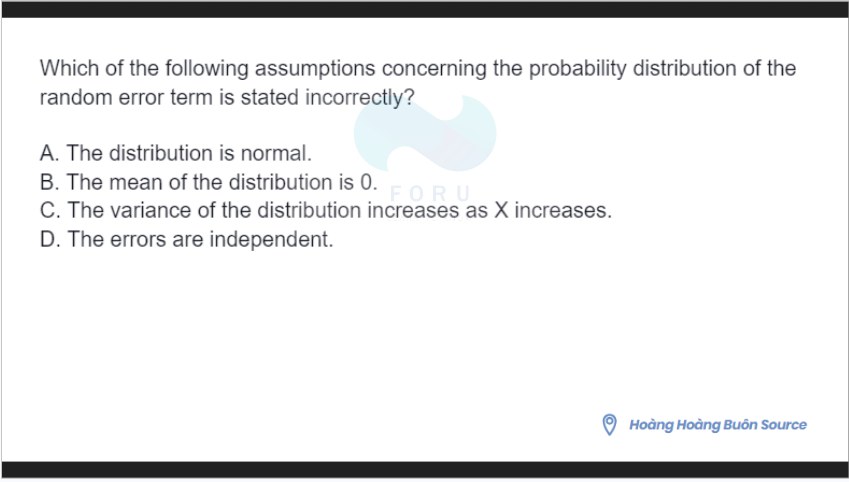 Which of the following assumptions concerning the probability distribution of the
random error term is stated incorrectly?
A. The distribution is normal.
B. The mean of the distribution is 0.
FORU
C. The variance of the distribution increases as X increases.
D. The errors are independent.
Hoàng Hoàng Buôn Source